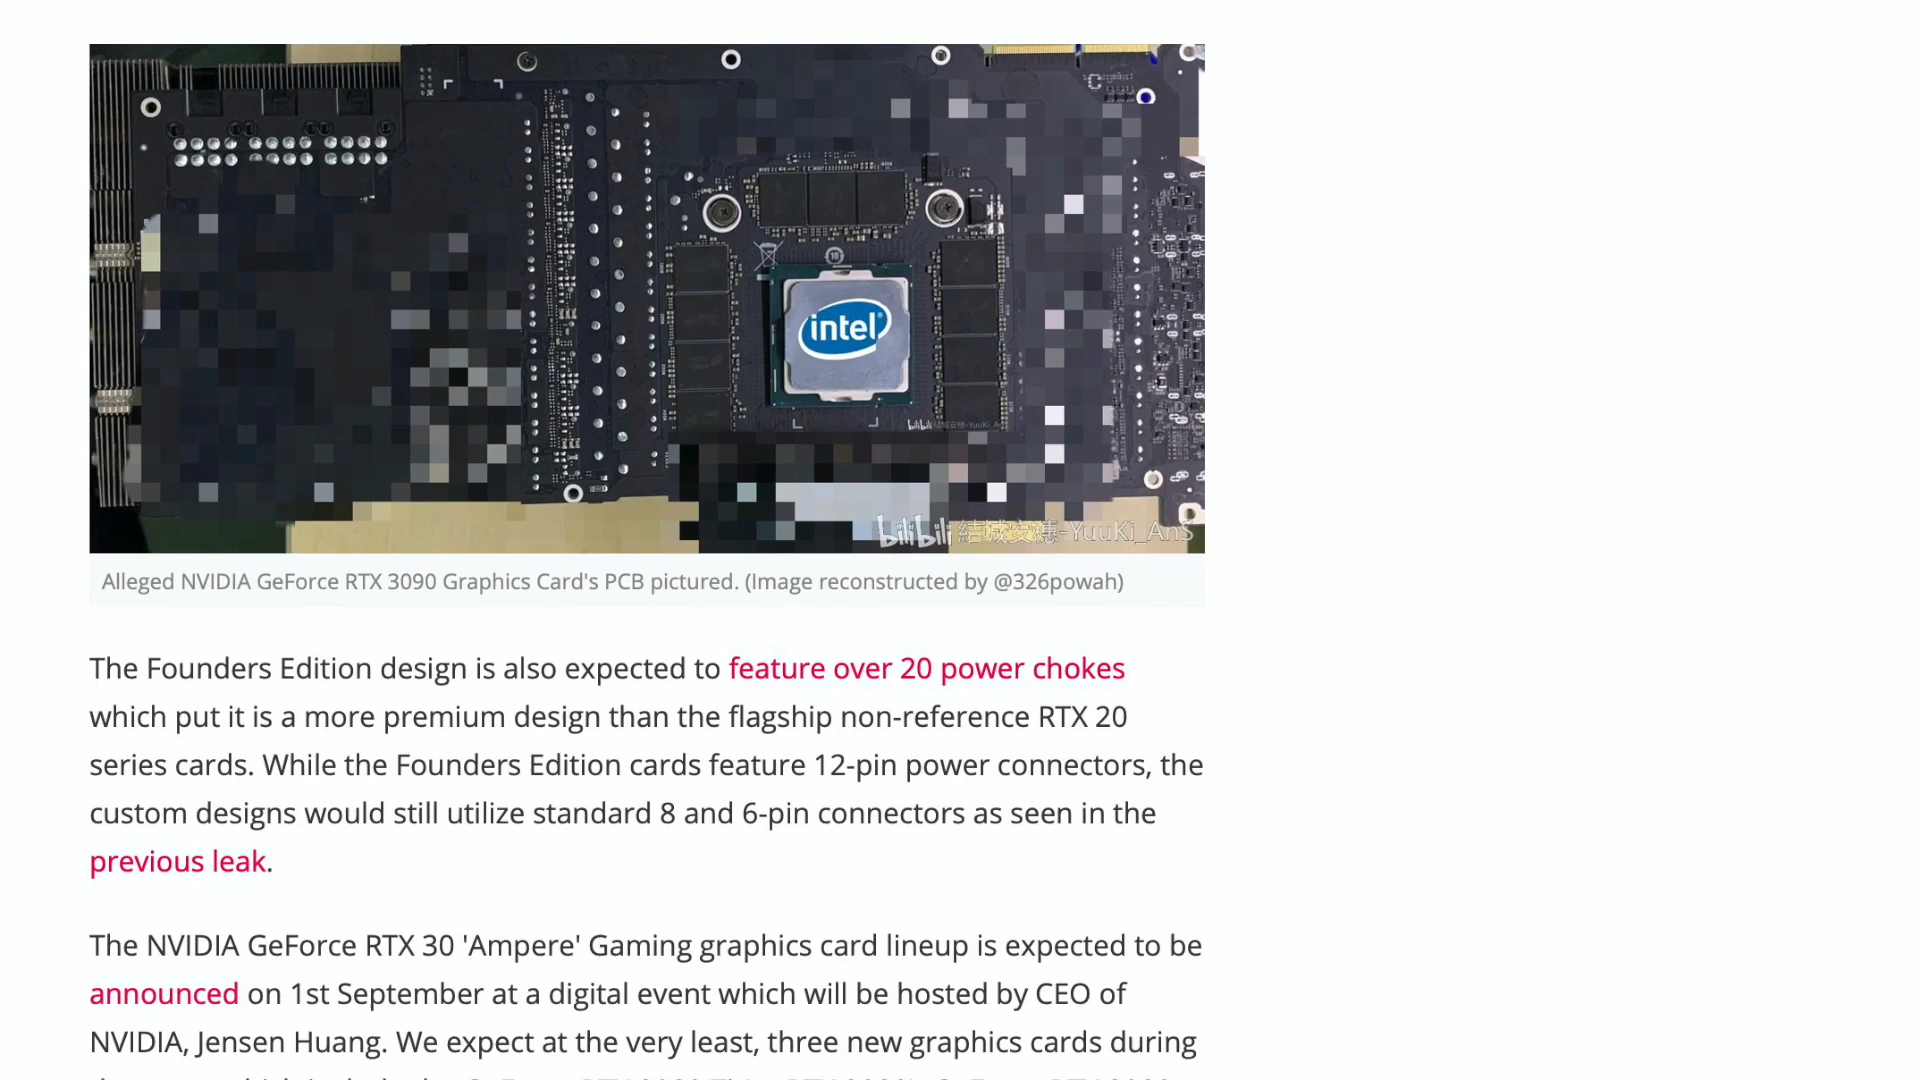 intel
bilibili 結城安穗-YuuKi_AnS
Alleged NVIDIA GeForce RTX 3090 Graphics Card's PCB pictured. (Image reconstructed by @326powah)
The Founders Edition design is also expected to feature over 20 power chokes
which put it is a more premium design than the flagship non-reference RTX 20
series cards. While the Founders Edition cards feature 12-pin power connectors, the
custom designs would still utilize standard 8 and 6-pin connectors as seen in the
previous leak.
The NVIDIA GeForce RTX 30 'Ampere' Gaming graphics card lineup is expected to be
announced on 1st September at a digital event which will be hosted by CEO of
NVIDIA, Jensen Huang. We expect at the very least, three new graphics cards during